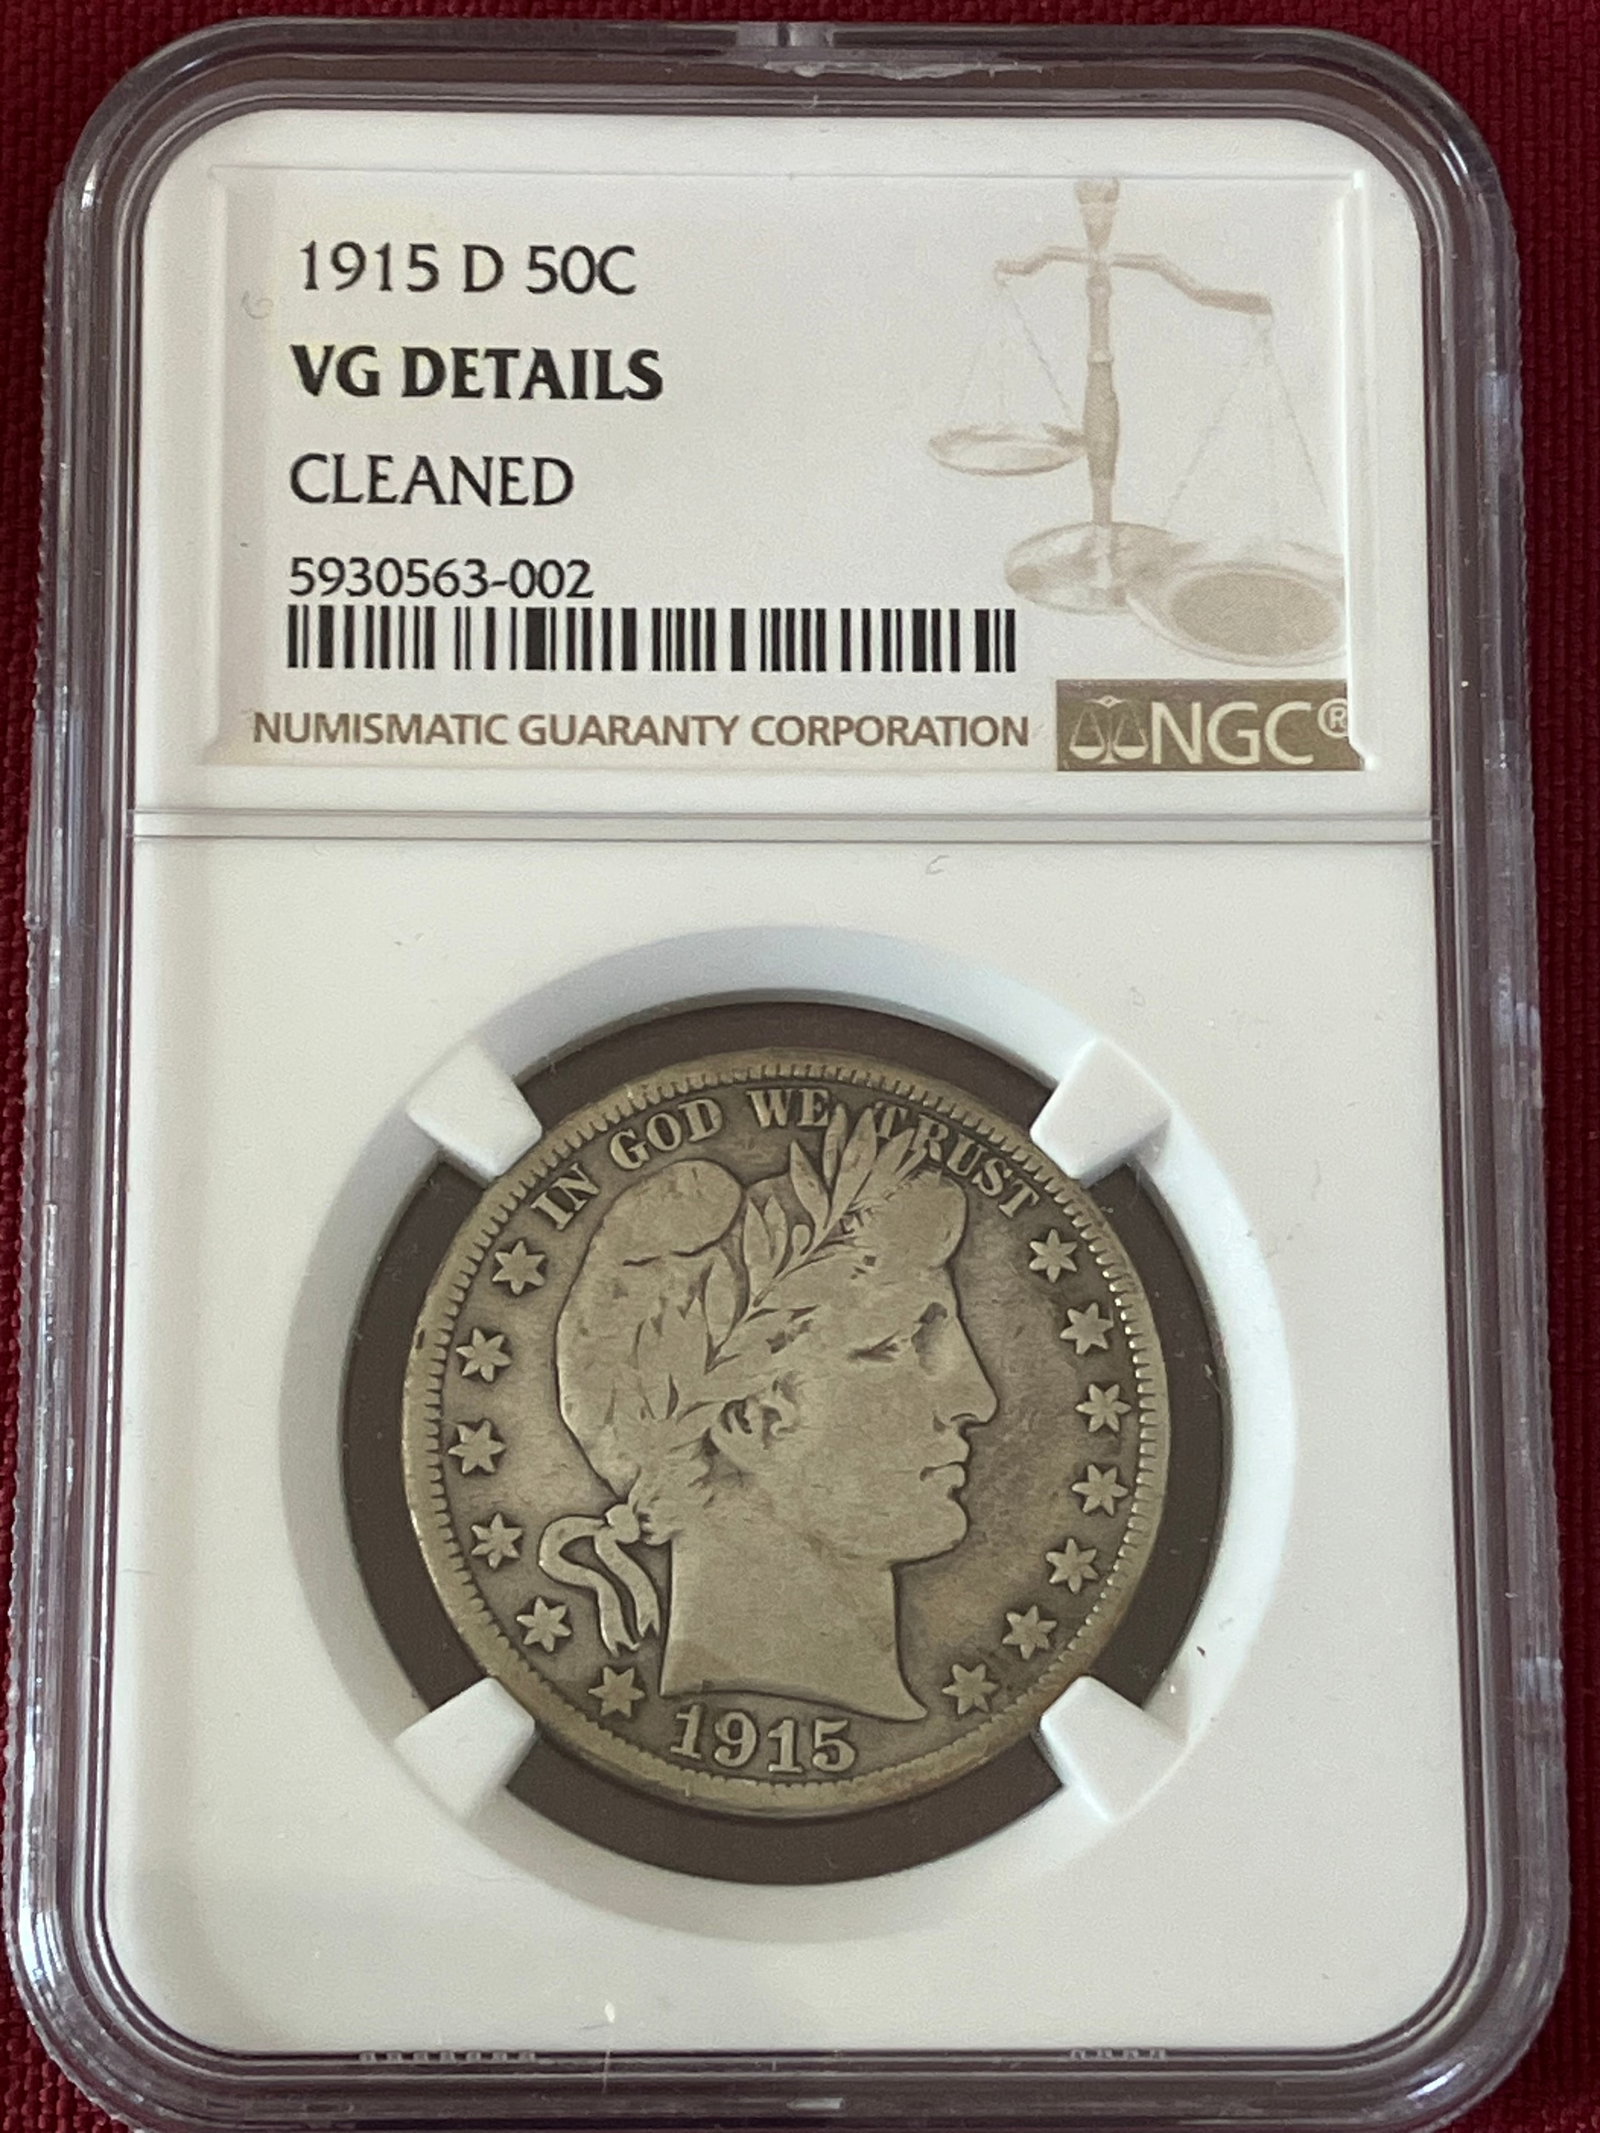 1915 D 50C
VG DETAILS
CLEANED
5930563-002
NUMISMATIC GUARANTY CORPORATION NGC®
IN GOD WE TRUST
1915